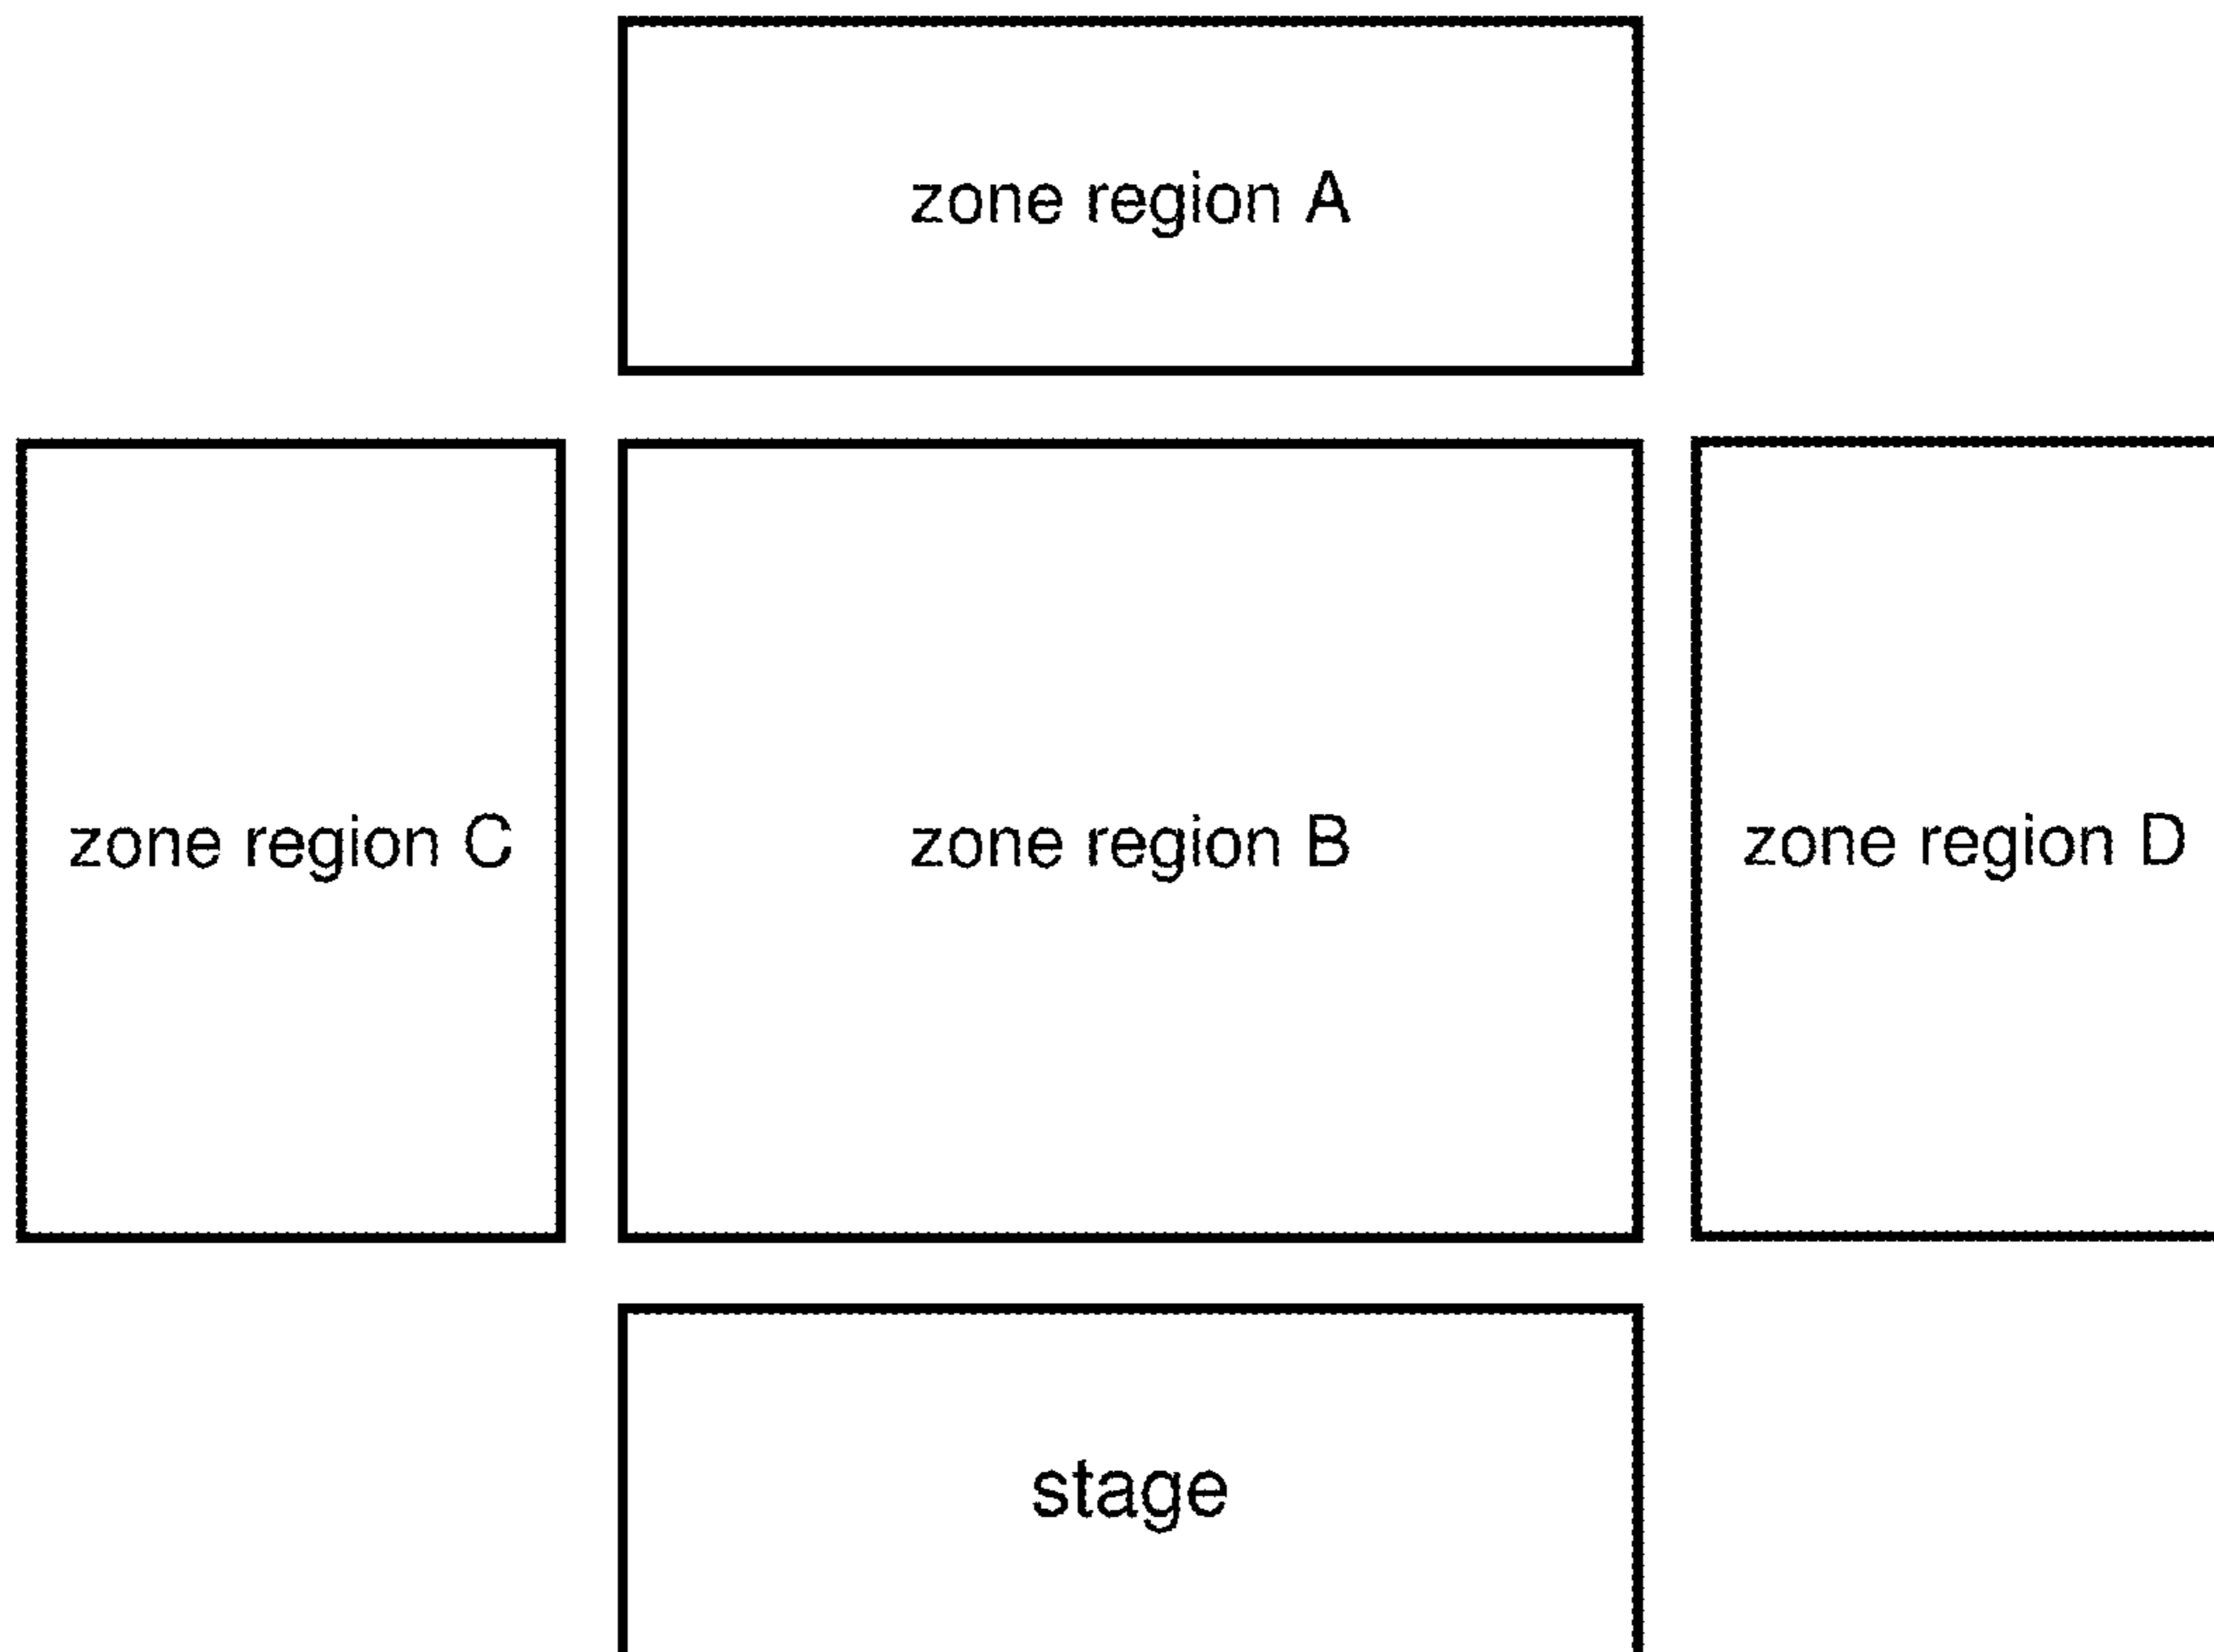 zone region A
zone region C
zone region B
zone region D
stage